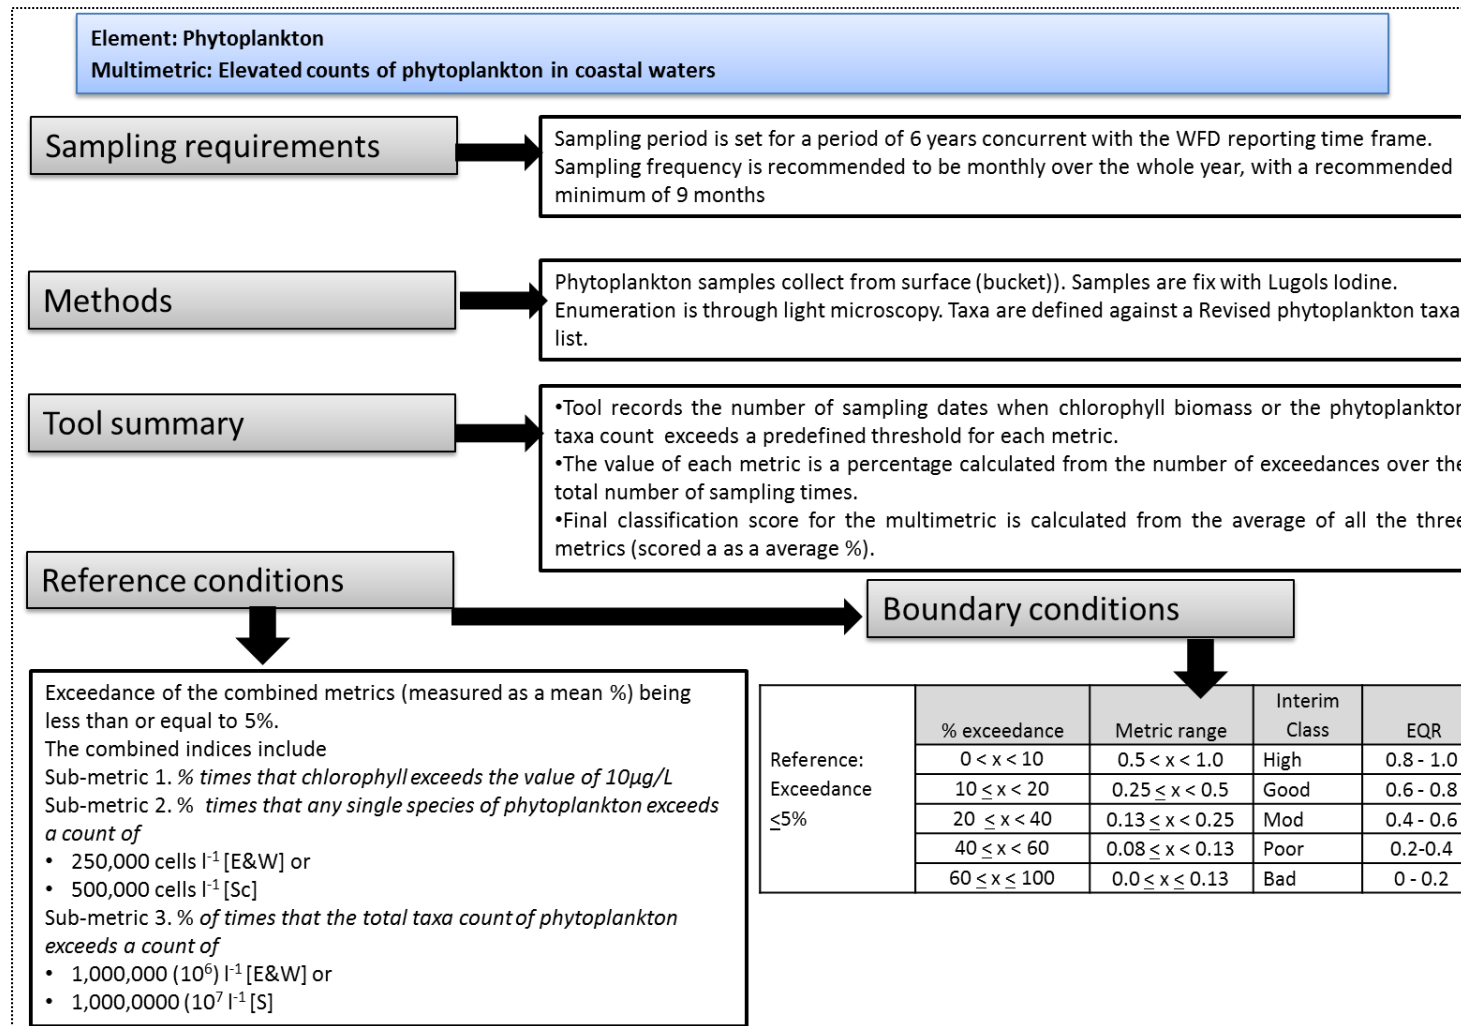 Element: Phytoplankton
Multimetric: Elevated counts of phytoplankton in coastal waters
Sampling requirements
Sampling period is set for a period of 6 years concurrent with the WFD reporting time frame.
Sampling frequency is recommended to be monthly over the whole year, with a recommended
minimum of 9 months
Methods
Phytoplankton samples collect from surface (bucket)). Samples are fix with Lugols Iodine.
Enumeration is through light microscopy. Taxa are defined against a Revised phytoplankton taxa
list.
Tool summary
•Tool records the number of sampling dates when chlorophyll biomass or the phytoplankton
taxa count exceeds a predefined threshold for each metric.
•The value of each metric is a percentage calculated from the number of exceedances over the
total number of sampling times.
•Final classification score for the multimetric is calculated from the average of all the three
metrics (scored a as a average %).
Reference conditions
Boundary conditions
Exceedance of the combined metrics (measured as a mean %) being
less than or equal to 5%.
The combined indices include
Sub-metric 1. % times that chlorophyll exceeds the value of 10µg/L
Sub-metric 2. % times that any single species of phytoplankton exceeds
a count of
• 250,000 cells l⁻¹ [E&W] or
• 500,000 cells l⁻¹ [Sc]
Sub-metric 3. % of times that the total taxa count of phytoplankton
exceeds a count of
• 1,000,000 (10⁶) l⁻¹ [E&W] or
• 1,000,0000 (10⁷ l⁻¹ [S]
Reference:
Exceedance
≤5%
% exceedance Metric range Interim Class EQR
0 < x < 10 0.5 < x < 1.0 High 0.8 - 1.0
10 ≤ x < 20 0.25 ≤ x < 0.5 Good 0.6 - 0.8
20 ≤ x < 40 0.13 ≤ x < 0.25 Mod 0.4 - 0.6
40 ≤ x < 60 0.08 ≤ x < 0.13 Poor 0.2-0.4
60 ≤ x ≤ 100 0.0 ≤ x ≤ 0.13 Bad 0 - 0.2